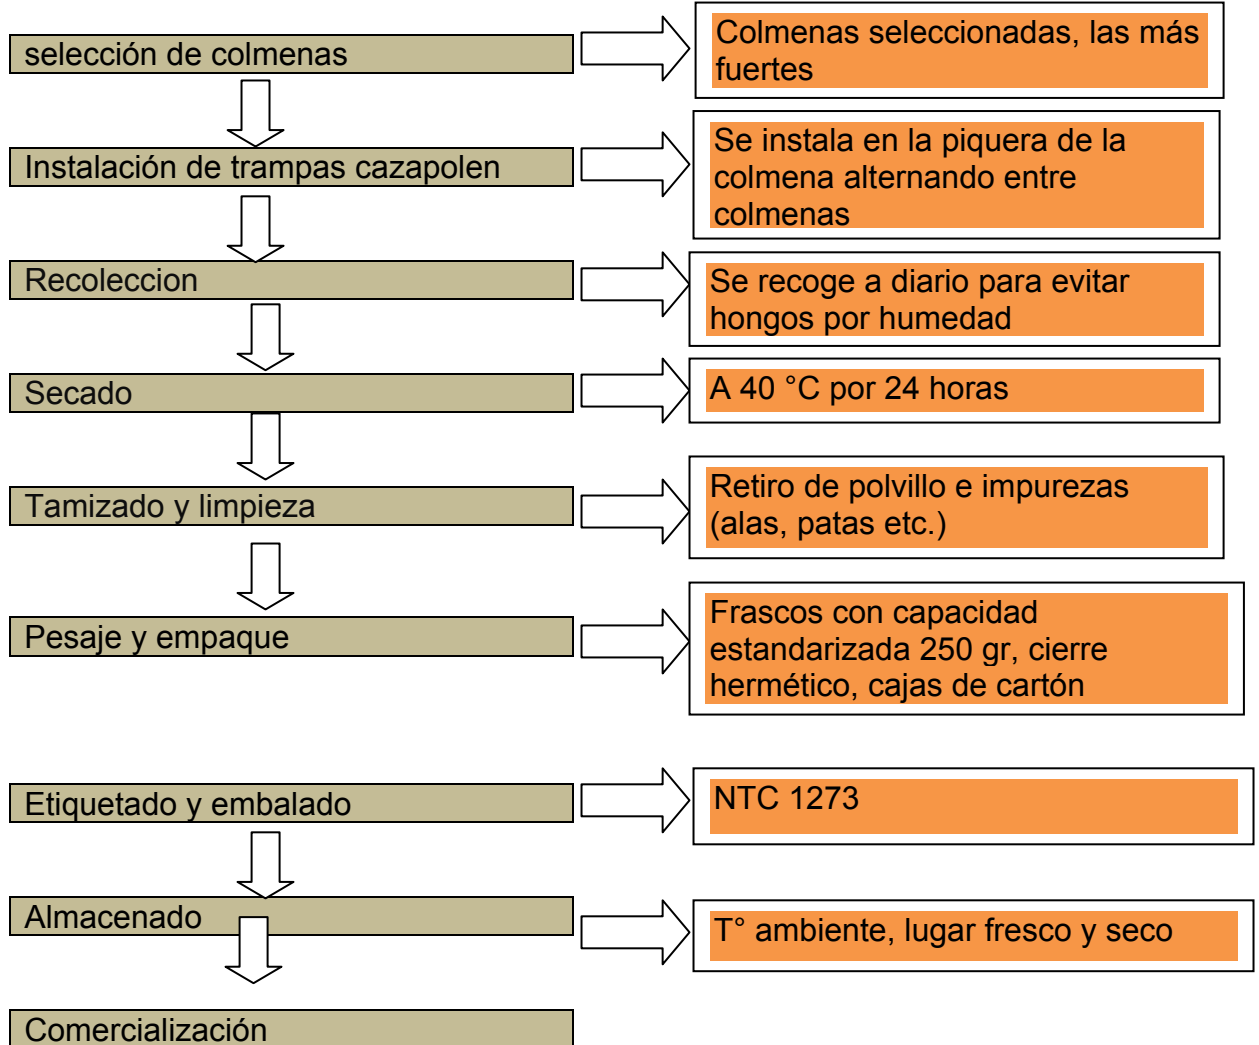 selección de colmenas
Colmenas seleccionadas, las más
fuertes
Instalación de trampas cazapolen
Se instala en la piquera de la
colmena alternando entre
colmenas
Recoleccion
Se recoge a diario para evitar
hongos por humedad
Secado
A 40 °C por 24 horas
Tamizado y limpieza
Retiro de polvillo e impurezas
(alas, patas etc.)
Pesaje y empaque
Frascos con capacidad
estandarizada 250 gr, cierre
hermético, cajas de cartón
Etiquetado y embalado
NTC 1273
Almacenado
T° ambiente, lugar fresco y seco
Comercialización